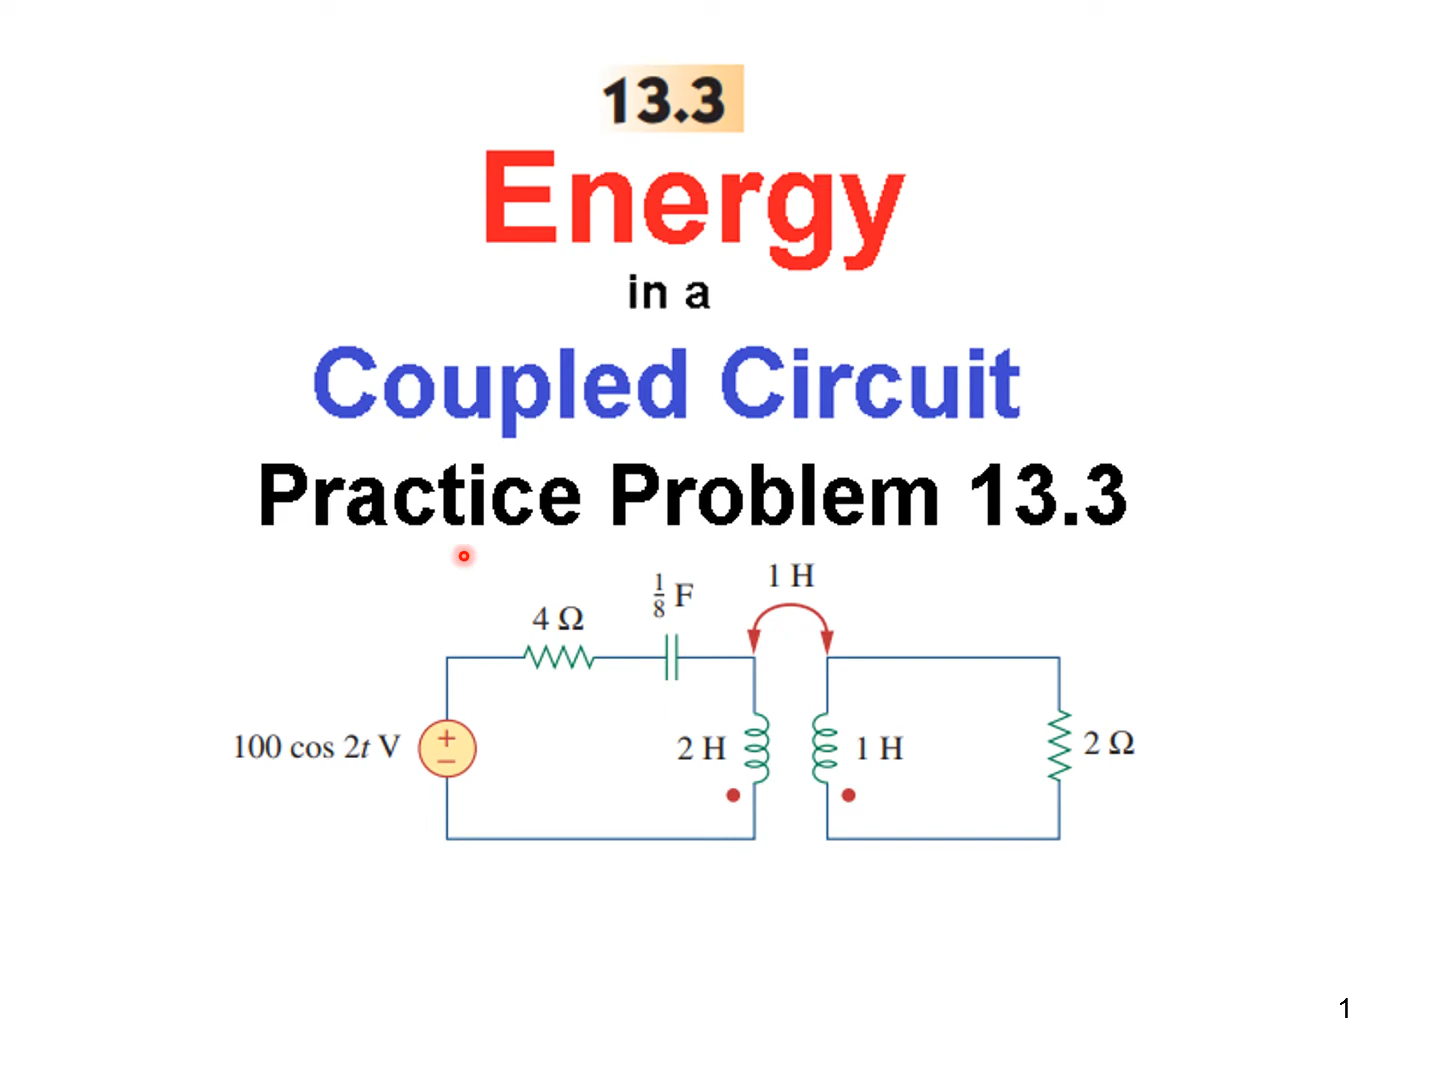 13.3
Energy
in a
Coupled Circuit
Practice Problem 13.3
1 H
1/8 F
4 Ω
+
−
100 cos 2t V
2 H
1 H
2 Ω
1